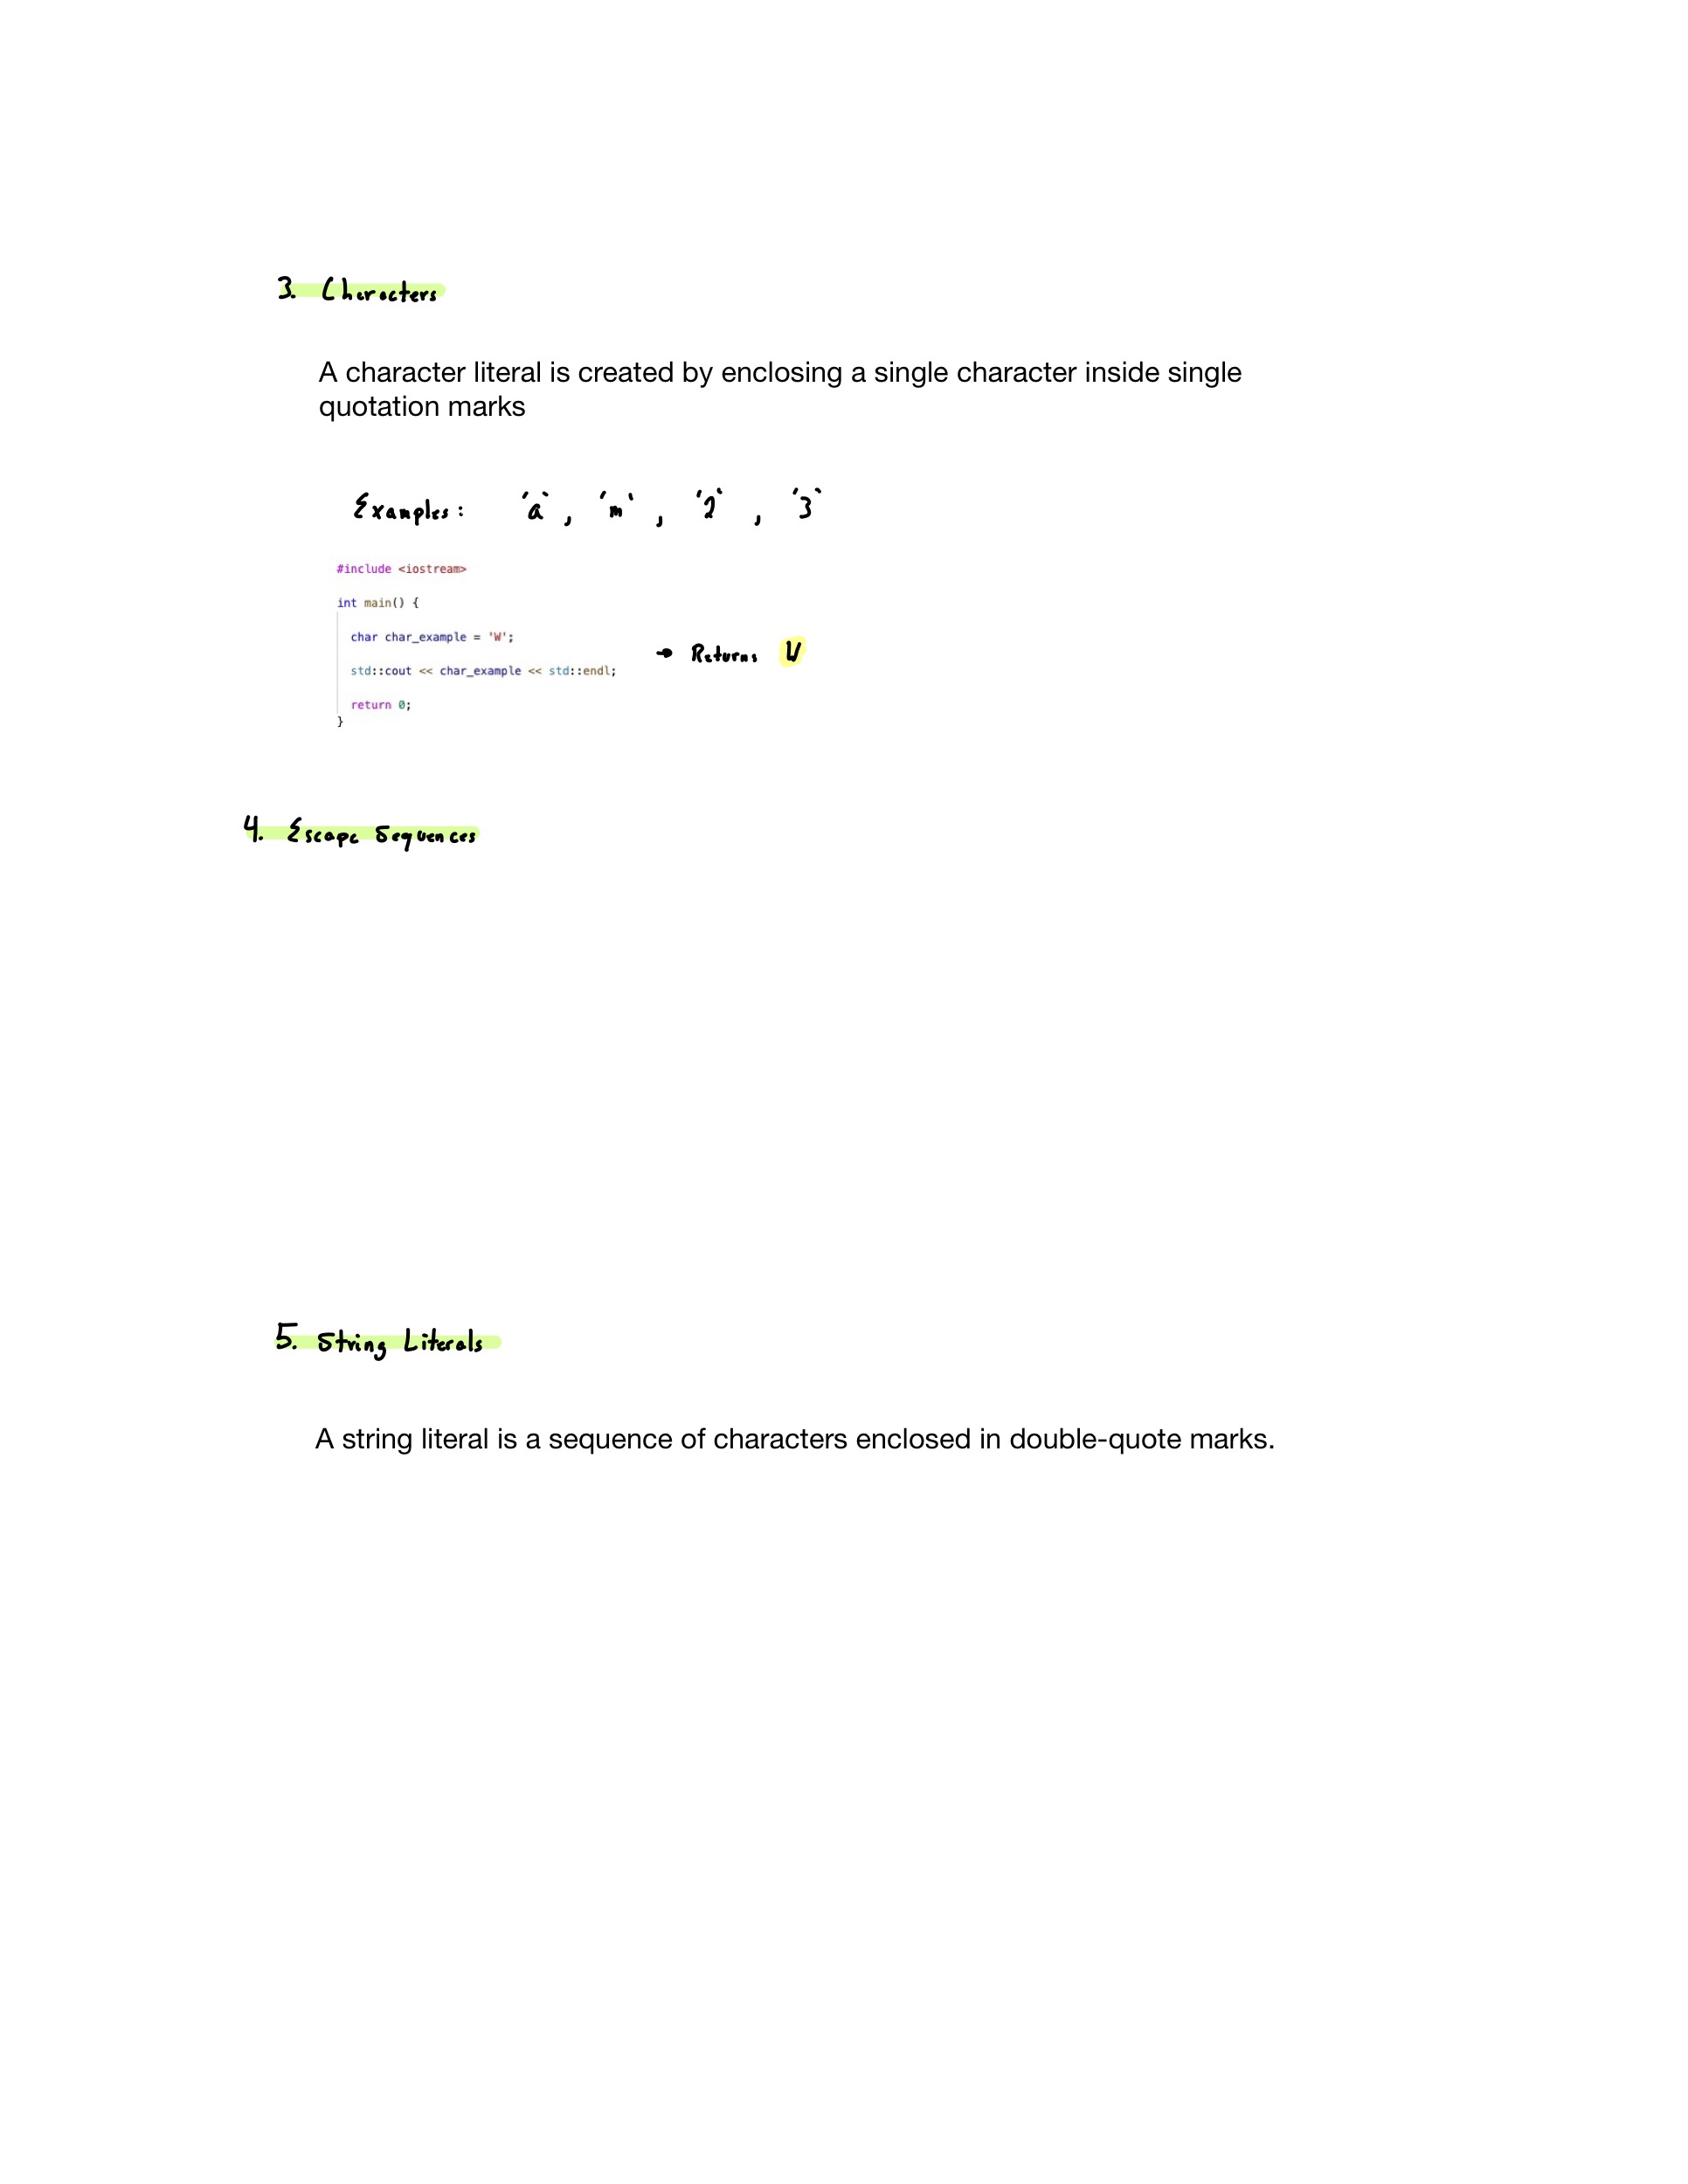 3. Characters
A character literal is created by enclosing a single character inside single
quotation marks
Examples: 'a', 'm', '2', '3'
#include <iostream>
int main() {
char char_example = 'W';
std::cout << char_example << std::endl;
→ Returns W
return 0;
}
4. Escape Sequences
5. String Literals
A string literal is a sequence of characters enclosed in double-quote marks.